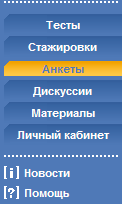 Тесты
Стажировки
Анкеты
Дискуссии
Материалы
Личный кабинет
[i] Новости
[?] Помощь